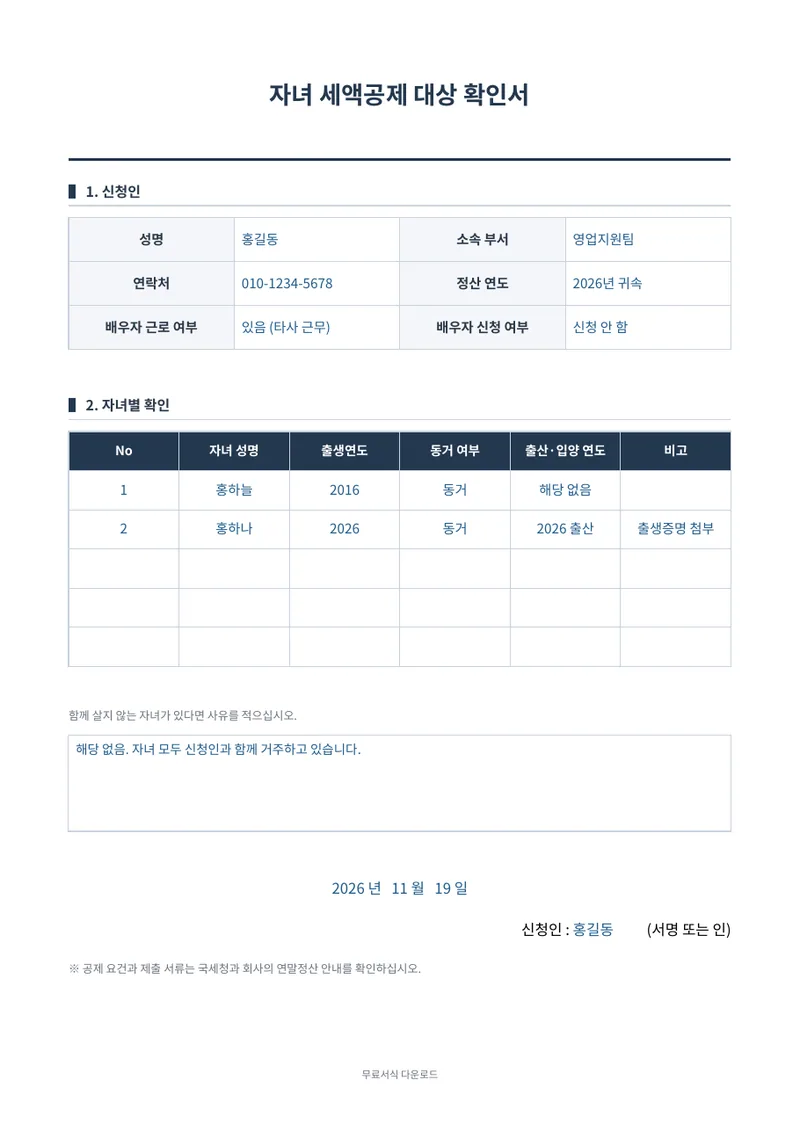 자녀 세액공제 대상 확인서
1. 신청인
성명 홍길동 소속 부서 영업지원팀
연락처 010-1234-5678 정산 연도 2026년 귀속
배우자 근로 여부 있음 (타사 근무) 배우자 신청 여부 신청 안 함
2. 자녀별 확인
No 자녀 성명 출생연도 동거 여부 출산·입양 연도 비고
1 홍하늘 2016 동거 해당 없음
2 홍하나 2026 동거 2026 출산 출생증명 첨부
함께 살지 않는 자녀가 있다면 사유를 적으십시오.
해당 없음. 자녀 모두 신청인과 함께 거주하고 있습니다.
2026 년 11 월 19 일
신청인 : 홍길동 (서명 또는 인)
※ 공제 요건과 제출 서류는 국세청과 회사의 연말정산 안내를 확인하십시오.
무료서식 다운로드